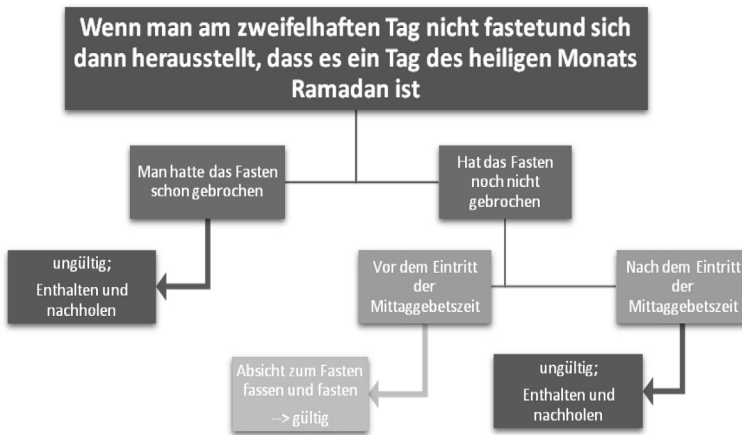 Wenn man am zweifelhaften Tag nicht fastetund sich
dann herausstellt, dass es ein Tag des heiligen Monats
Ramadan ist
Man hatte das Fasten
schon gebrochen
Hat das Fasten
noch nicht
gebrochen
ungültig;
Enthalten und
nachholen
Vor dem Eintritt
der
Mittaggebetszeit
Nach dem Eintritt
der
Mittaggebetszeit
Absicht zum Fasten
fassen und fasten
--> gültig
ungültig;
Enthalten und
nachholen